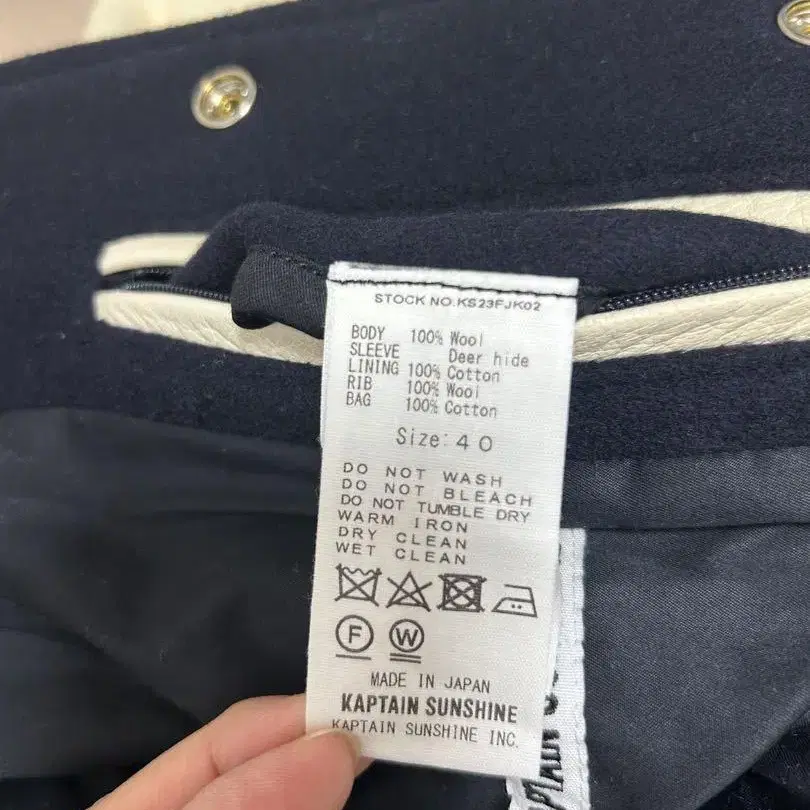 STOCK NO.KS23FJK02
BODY 100% Wool
SLEEVE Deer hide
LINING 100% Cotton
RIB 100% Wool
BAG 100% Cotton
Size: 40
DO NOT WASH
DO NOT BLEACH
DO NOT TUMBLE DRY
WARM IRON
DRY CLEAN
WET CLEAN
F W
MADE IN JAPAN
KAPTAIN SUNSHINE
KAPTAIN SUNSHINE INC.